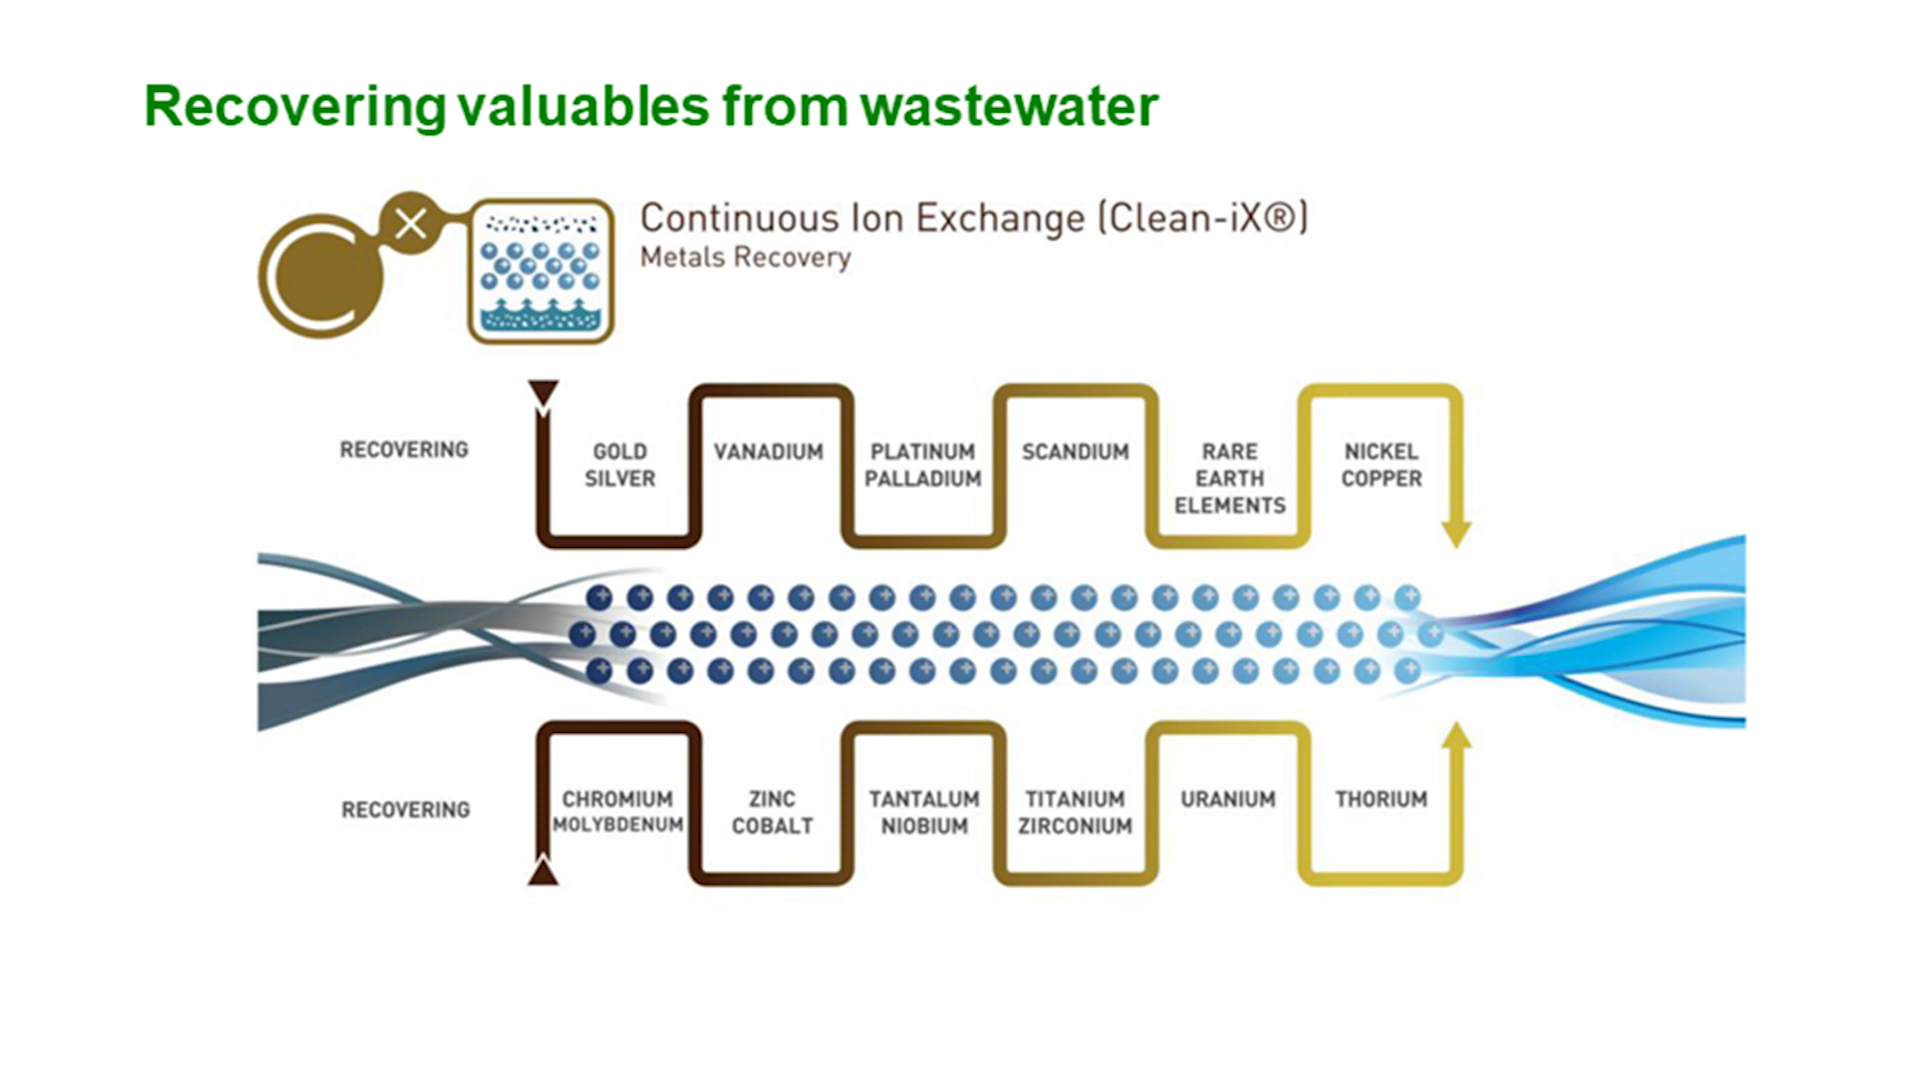 Recovering valuables from wastewater
Continuous Ion Exchange (Clean-iX®)
Metals Recovery
RECOVERING
GOLD
SILVER
VANADIUM
PLATINUM
PALLADIUM
SCANDIUM
RARE
EARTH
ELEMENTS
NICKEL
COPPER
RECOVERING
CHROMIUM
MOLYBDENUM
ZINC
COBALT
TANTALUM
NIOBIUM
TITANIUM
ZIRCONIUM
URANIUM
THORIUM